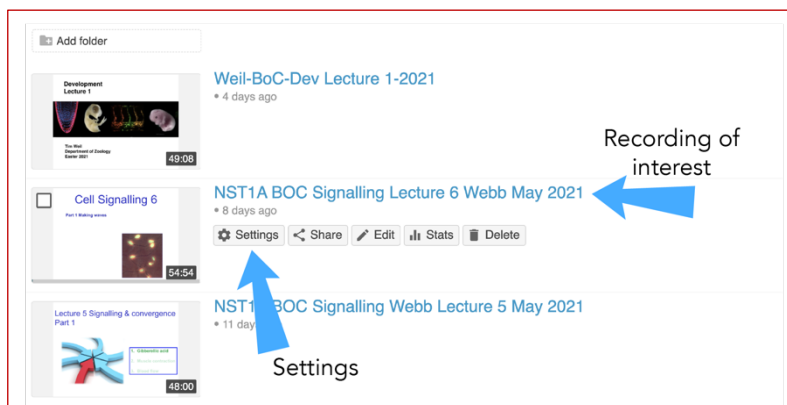 Add folder
Development
Lecture 1
Tim Weil
Department of Zoology
Easter 2021
49:08
Weil-BoC-Dev Lecture 1-2021
• 4 days ago
Recording of
interest
Cell Signalling 6
Part 1 Making waves
54:54
NST1A BOC Signalling Lecture 6 Webb May 2021
• 8 days ago
Settings
Share
Edit
Stats
Delete
Lecture 5 Signalling & convergence
Part 1
48:00
BOC Signalling Webb Lecture 5 May 2021
• 11
Settings